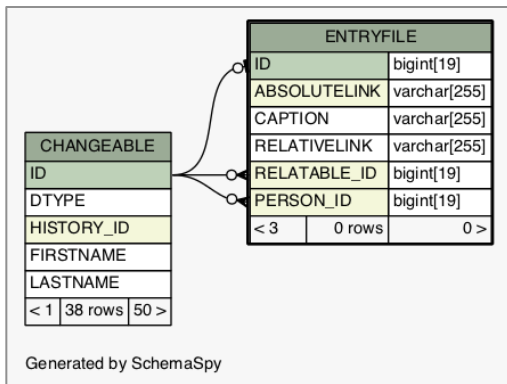 ENTRYFILE
ID bigint[19]
ABSOLUTELINK varchar[255]
CAPTION varchar[255]
RELATIVELINK varchar[255]
RELATABLE_ID bigint[19]
PERSON_ID bigint[19]
< 3 0 rows 0 >
CHANGEABLE
ID
DTYPE
HISTORY_ID
FIRSTNAME
LASTNAME
< 1 38 rows 50 >
Generated by SchemaSpy